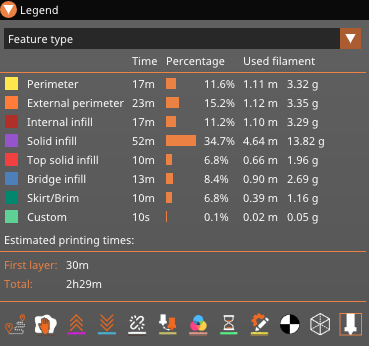 Legend
Feature type
Time Percentage Used filament
Perimeter 17m 11.6% 1.11 m 3.32 g
External perimeter 23m 15.2% 1.12 m 3.35 g
Internal infill 17m 11.2% 1.10 m 3.29 g
Solid infill 52m 34.7% 4.64 m 13.82 g
Top solid infill 10m 6.8% 0.66 m 1.96 g
Bridge infill 13m 8.4% 0.90 m 2.69 g
Skirt/Brim 10m 6.8% 0.39 m 1.16 g
Custom 10s 0.1% 0.02 m 0.05 g
Estimated printing times:
First layer: 30m
Total: 2h29m